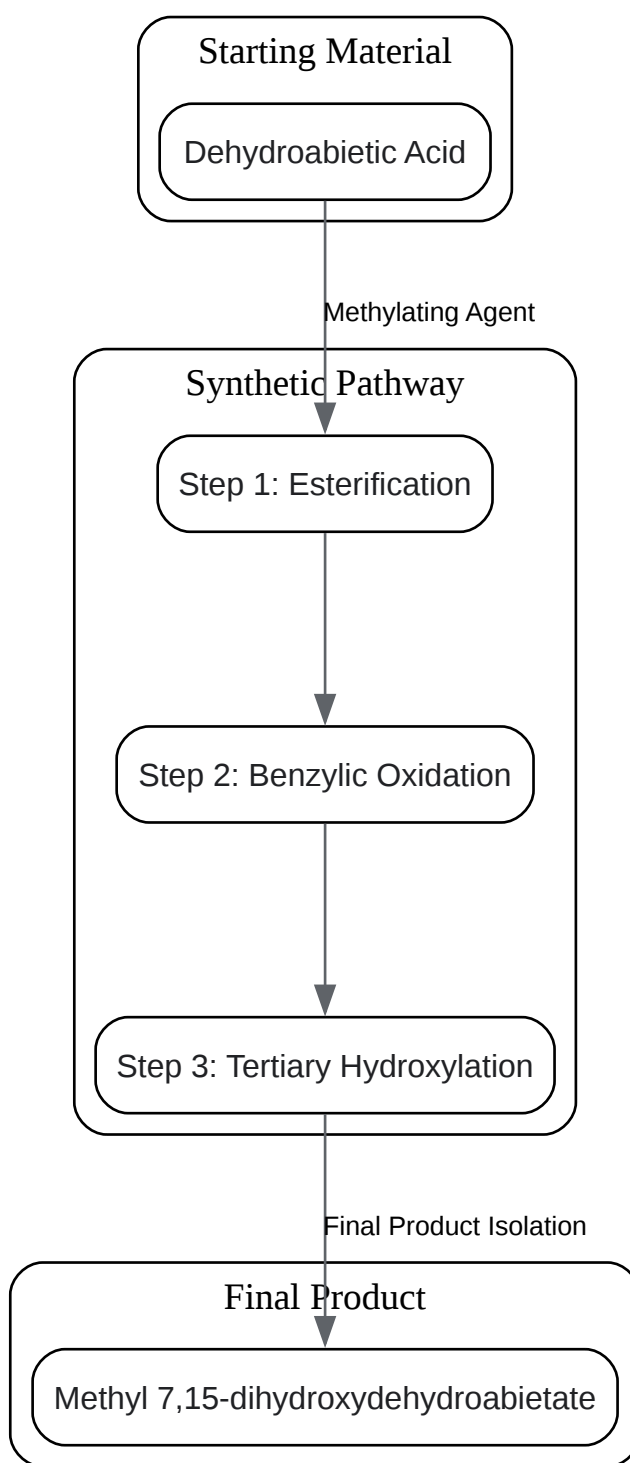 Starting Material
Dehydroabietic Acid
Methylating Agent
Synthetic Pathway
Step 1: Esterification
Step 2: Benzylic Oxidation
Step 3: Tertiary Hydroxylation
Final Product Isolation
Final Product
Methyl 7,15-dihydroxydehydroabietate